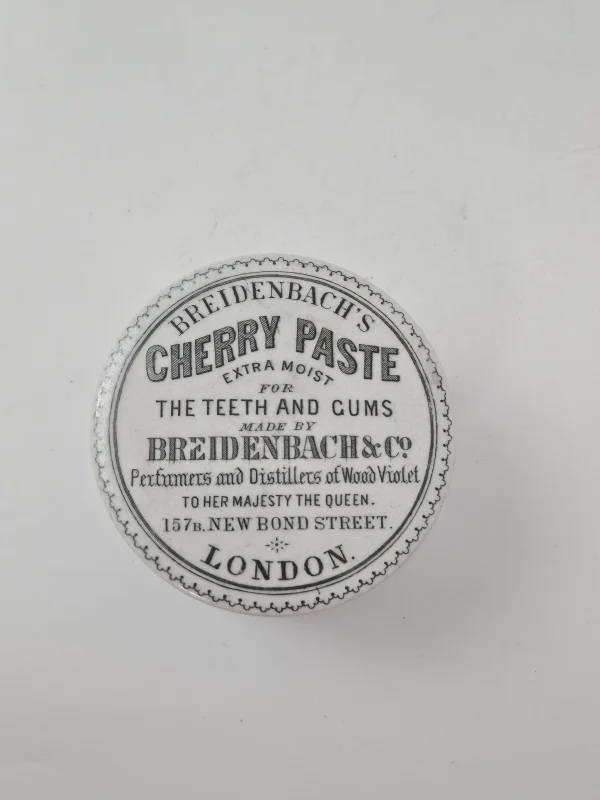 BREIDENBACH'S
CHERRY PASTE
EXTRA MOIST
FOR
THE TEETH AND GUMS
MADE BY
BREIDENBACH & Co.
Perfumers and Distillers of Wood Violet
TO HER MAJESTY THE QUEEN.
157B. NEW BOND STREET.
LONDON.